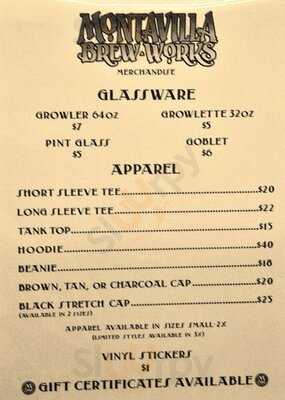 MONTAVILLA
BREW·WORKS
MERCHANDISE
GLASSWARE
GROWLER 64OZ GROWLETTE 32OZ
$7 $5
PINT GLASS GOBLET
$5 $6
APPAREL
SHORT SLEEVE TEE....................$20
LONG SLEEVE TEE....................$22
TANK TOP....................$15
HOODIE....................$40
BEANIE....................$18
BROWN, TAN, OR CHARCOAL CAP....................$20
BLACK STRETCH CAP....................$25
(AVAILABLE IN 2 SIZES)
APPAREL AVAILABLE IN SIZES SMALL-2X
(LIMITED STYLES AVAILABLE IN 3X)
VINYL STICKERS
$1
GIFT CERTIFICATES AVAILABLE